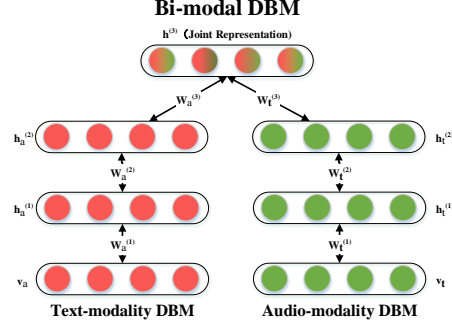 Bi-modal DBM
h(3) (Joint Representation)
Wa(3) Wt(3)
ha(2) ht(2
Wa(2) Wt(2)
ha(1) ht(1
Wa(1) Wt(1)
va vt
Text-modality DBM Audio-modality DBM